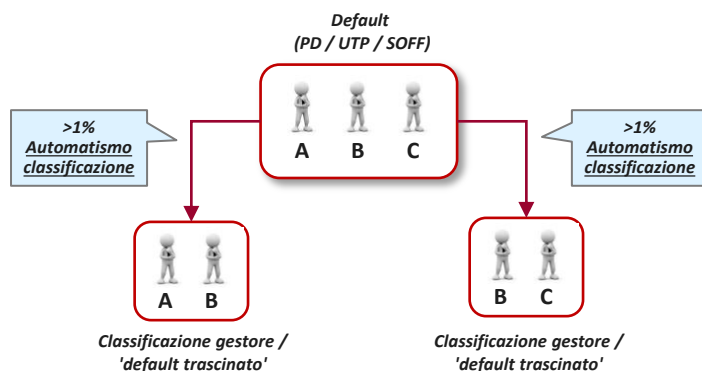 Default
(PD / UTP / SOFF)
>1%
Automatismo
classificazione
A B C
>1%
Automatismo
classificazione
A B
B C
Classificazione gestore /
'default trascinato'
Classificazione gestore /
'default trascinato'